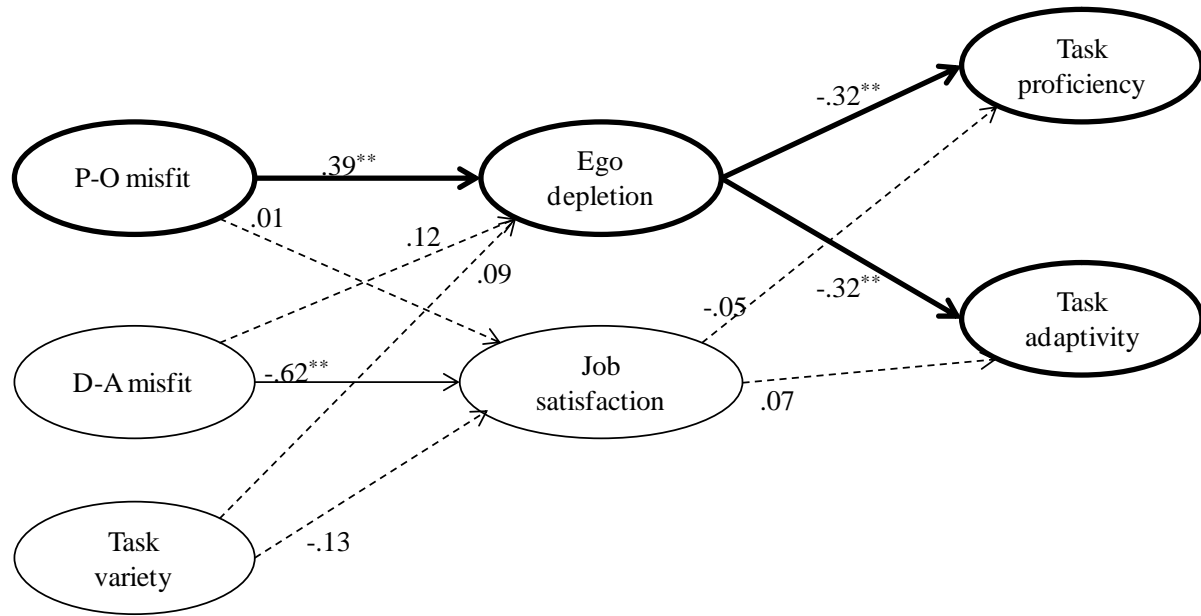 Task
proficiency
-.32**
P-O misfit
.39**
Ego
depletion
.01
.12
.09
-.32**
Task
adaptivity
-.05
D-A misfit
-.62**
Job
satisfaction
.07
Task
variety
-.13